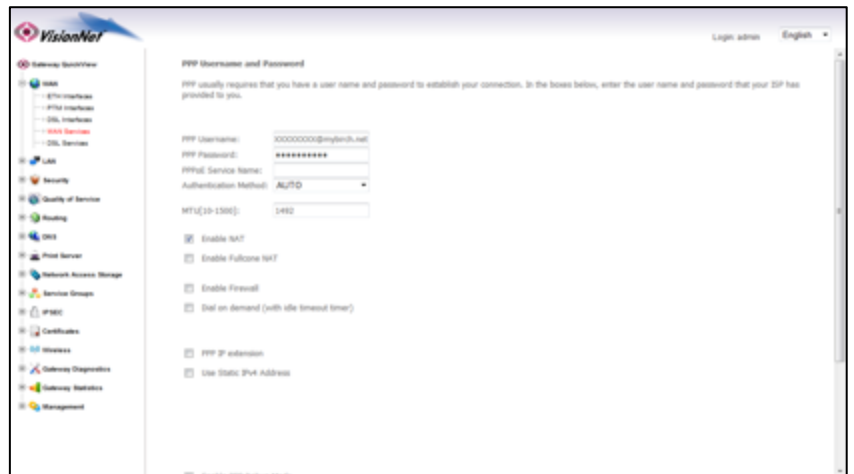 VisionNet
Login: admin
English
Gateway QuickView
WAN
ETH Interfaces
PTM Interfaces
DSL Interfaces
WAN Services
DSL Services
LAN
Security
Quality of Service
Routing
DNS
Print Server
Network Access Storage
Service Groups
IPSEC
Certificates
Wireless
Gateway Diagnostics
Gateway Statistics
Management
PPP Username and Password
PPP usually requires that you have a user name and password to establish your connection. In the boxes below, enter the user name and password that your ISP has
provided to you.
PPP Username: XXXXXXXX@mybirch.net
PPP Password: **********
PPPoE Service Name:
Authentication Method: AUTO
MTU[10-1500]: 1492
Enable NAT
Enable Fullcone NAT
Enable Firewall
Dial on demand (with idle timeout timer)
PPP IP extension
Use Static IPv4 Address